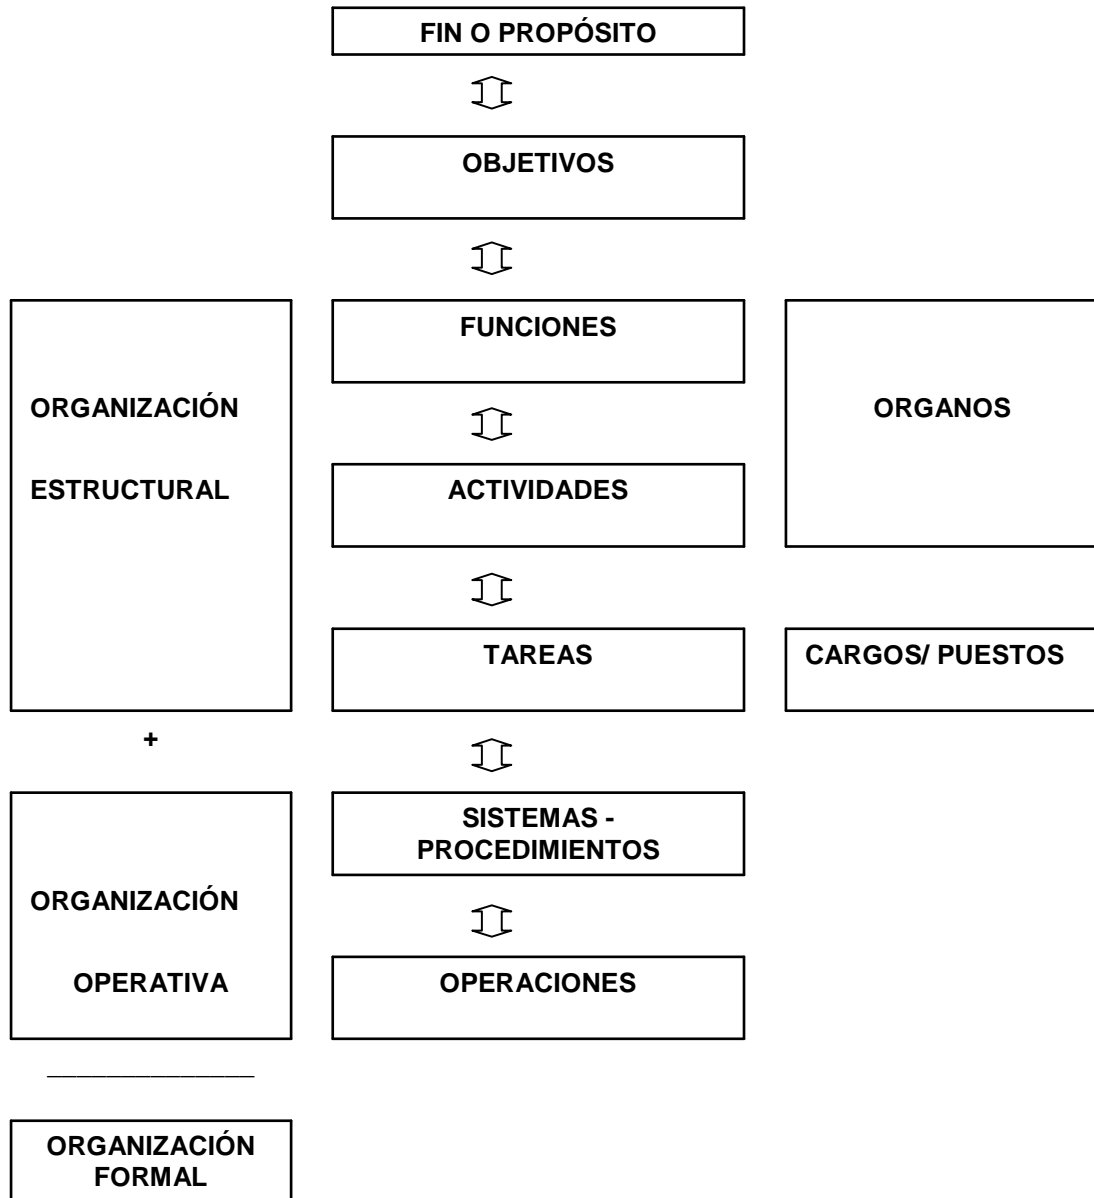 FIN O PROPÓSITO
OBJETIVOS
FUNCIONES
ORGANIZACIÓN
ESTRUCTURAL
ORGANOS
ACTIVIDADES
TAREAS
CARGOS/ PUESTOS
+
SISTEMAS -
PROCEDIMIENTOS
ORGANIZACIÓN
OPERATIVA
OPERACIONES
ORGANIZACIÓN
FORMAL